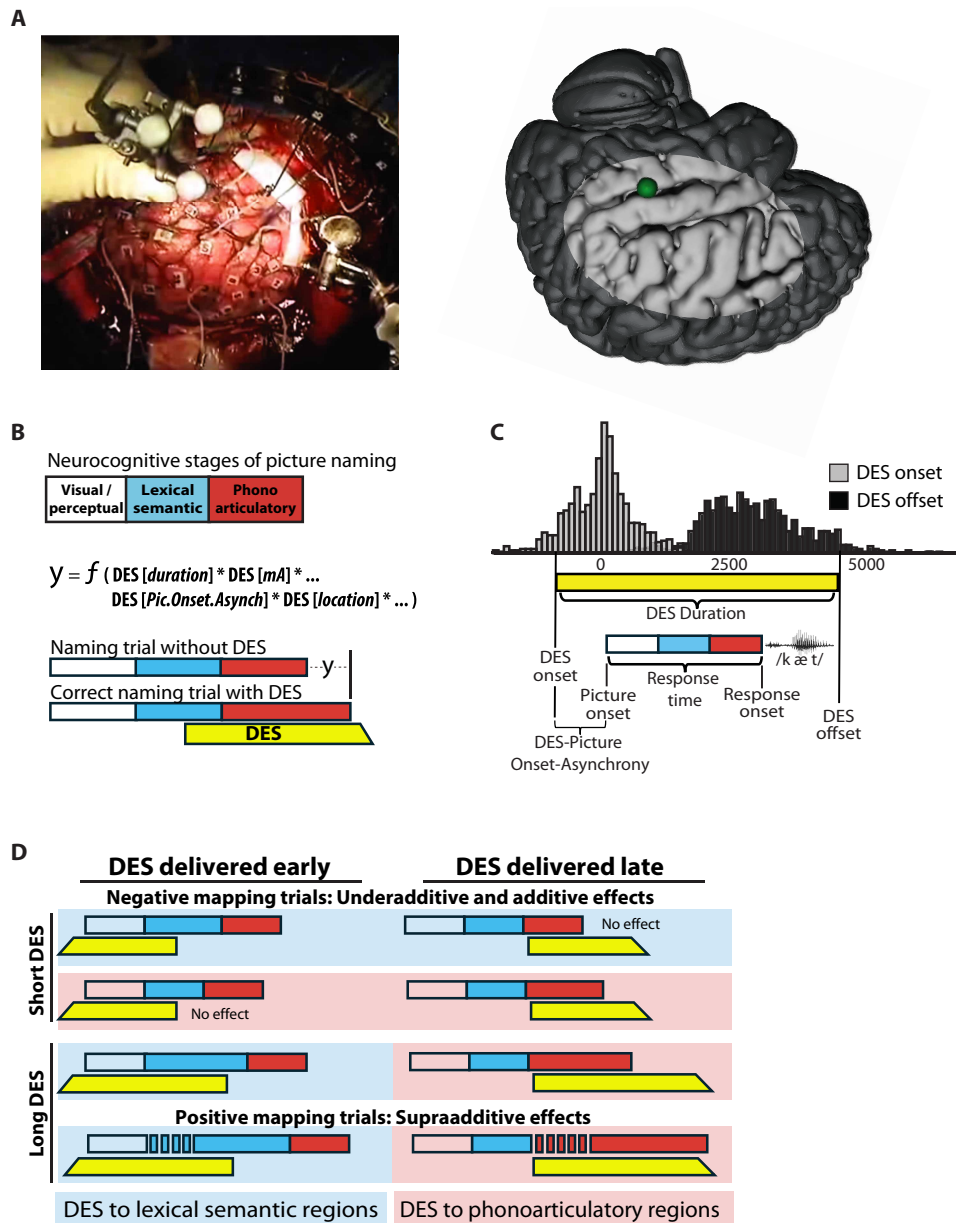 A
B
Neurocognitive stages of picture naming
Visual / perceptual
Lexical semantic
Phono articulatory
y = f ( DES [duration] * DES [mA] * ...
DES [Pic.Onset.Asynch] * DES [location] * ... )
Naming trial without DES
y
Correct naming trial with DES
DES
C
DES onset
DES offset
0 2500 5000
DES Duration
DES onset
Picture onset
Response time
Response onset
/k æ t/
DES offset
DES-Picture
Onset-Asynchrony
D
DES delivered early DES delivered late
Negative mapping trials: Underadditive and additive effects
Short DES
No effect
No effect
Long DES
Positive mapping trials: Supraadditive effects
DES to lexical semantic regions DES to phonoarticulatory regions